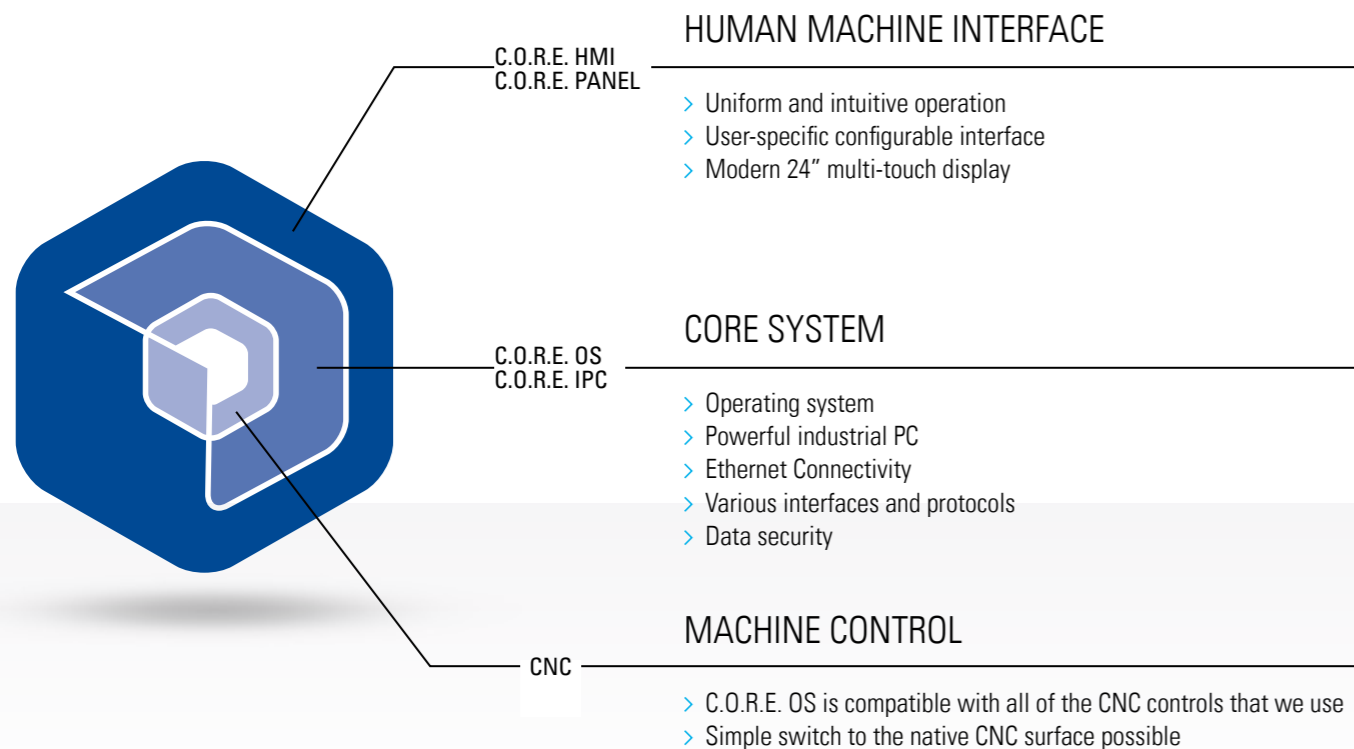 HUMAN MACHINE INTERFACE
C.O.R.E. HMI
C.O.R.E. PANEL
> Uniform and intuitive operation
> User-specific configurable interface
> Modern 24” multi-touch display
CORE SYSTEM
C.O.R.E. OS
C.O.R.E. IPC
> Operating system
> Powerful industrial PC
> Ethernet Connectivity
> Various interfaces and protocols
> Data security
MACHINE CONTROL
CNC
> C.O.R.E. OS is compatible with all of the CNC controls that we use
> Simple switch to the native CNC surface possible